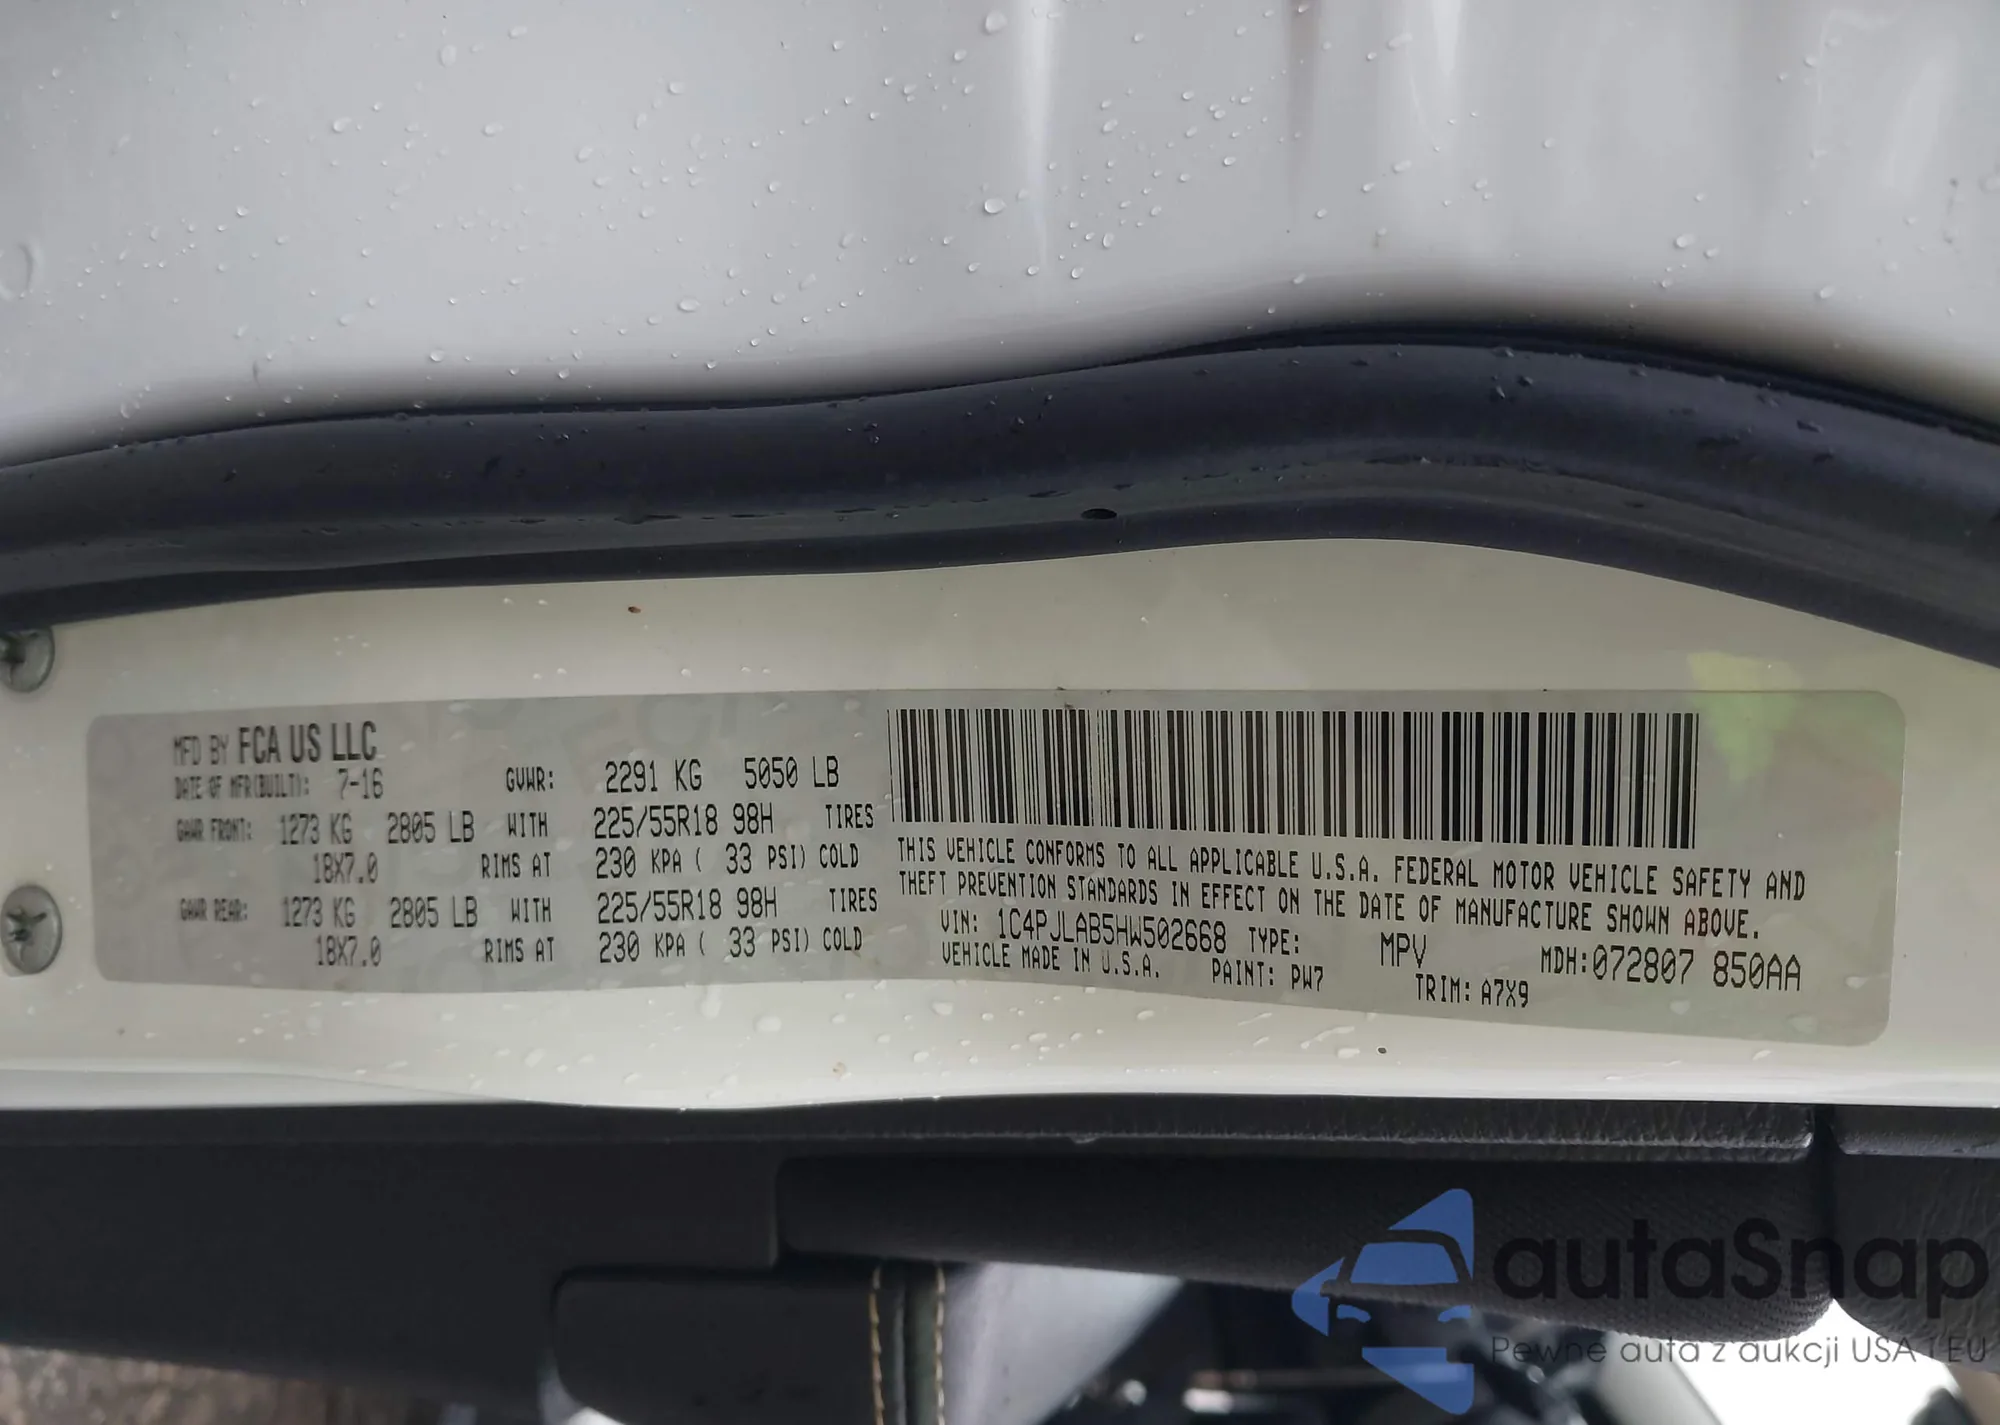 MFD BY FCA US LLC
DATE OF MFR(BUILT): 7-16 GVWR: 2291 KG 5050 LB
GAWR FRONT: 1273 KG 2805 LB WITH 225/55R18 98H TIRES
18X7.0 RIMS AT 230 KPA ( 33 PSI) COLD
GAWR REAR: 1273 KG 2805 LB WITH 225/55R18 98H TIRES
18X7.0 RIMS AT 230 KPA ( 33 PSI) COLD
THIS VEHICLE CONFORMS TO ALL APPLICABLE U.S.A. FEDERAL MOTOR VEHICLE SAFETY AND
THEFT PREVENTION STANDARDS IN EFFECT ON THE DATE OF MANUFACTURE SHOWN ABOVE.
VIN: 1C4PJLAB5HW502668 TYPE: MPV MDH:072807 850AA
VEHICLE MADE IN U.S.A. PAINT: PW7 TRIM: A7X9
autaSnap
Pewne auta z aukcji USA i EU